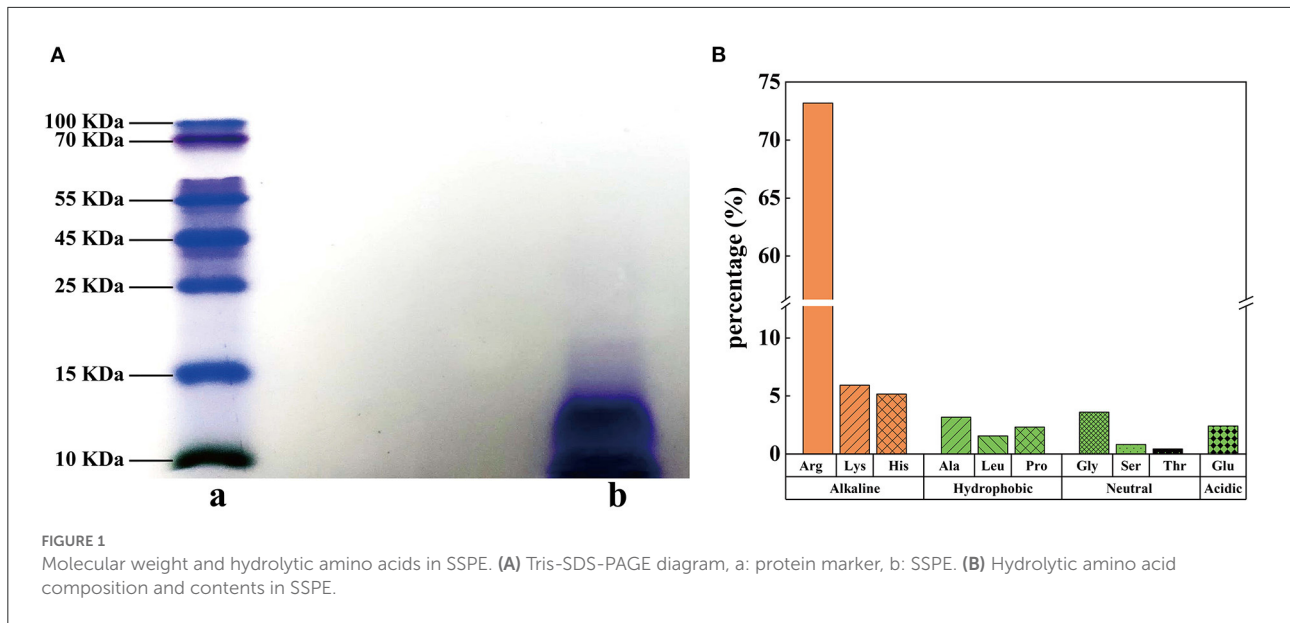 A
100 KDa
70 KDa
55 KDa
45 KDa
25 KDa
15 KDa
10 KDa
a
b
B
percentage (%)
75
70
65
60
10
5
0
Arg Lys His Ala Leu Pro Gly Ser Thr Glu
Alkaline Hydrophobic Neutral Acidic
FIGURE 1
Molecular weight and hydrolytic amino acids in SSPE. (A) Tris-SDS-PAGE diagram, a: protein marker, b: SSPE. (B) Hydrolytic amino acid
composition and contents in SSPE.